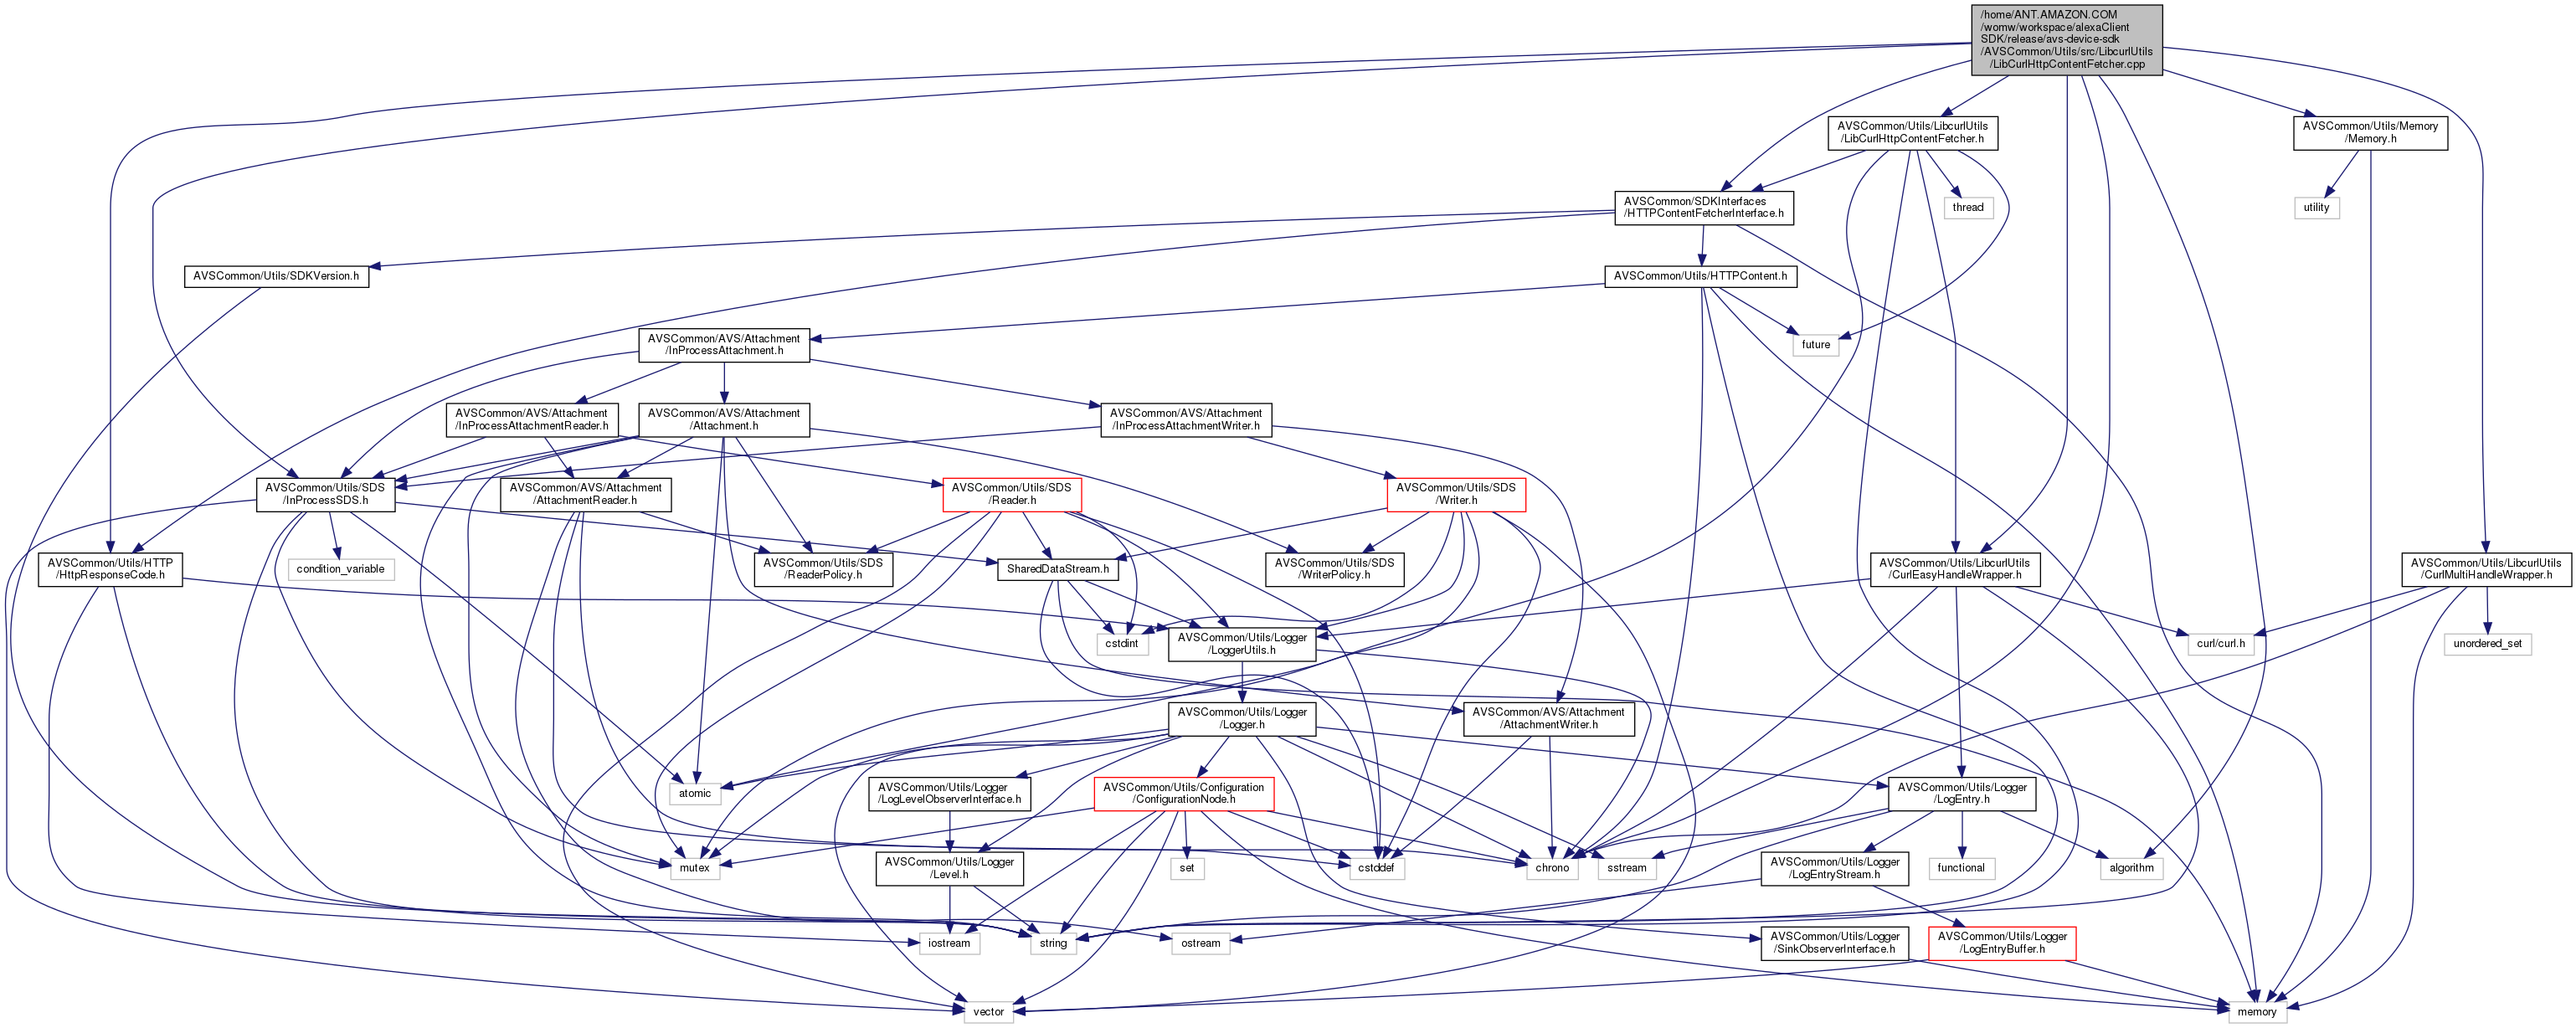 /home/ANT.AMAZON.COM
/womw/workspace/alexaClient
SDK/release/avs-device-sdk
/AVSCommon/Utils/src/LibcurlUtils
/LibCurlHttpContentFetcher.cpp
AVSCommon/Utils/LibcurlUtils
/LibCurlHttpContentFetcher.h
AVSCommon/Utils/Memory
/Memory.h
AVSCommon/SDKInterfaces
/HTTPContentFetcherInterface.h
thread
utility
AVSCommon/Utils/SDKVersion.h
AVSCommon/Utils/HTTPContent.h
AVSCommon/AVS/Attachment
/InProcessAttachment.h
future
AVSCommon/AVS/Attachment
/InProcessAttachmentReader.h
AVSCommon/AVS/Attachment
/Attachment.h
AVSCommon/AVS/Attachment
/InProcessAttachmentWriter.h
AVSCommon/Utils/SDS
/InProcessSDS.h
AVSCommon/AVS/Attachment
/AttachmentReader.h
AVSCommon/Utils/SDS
/Reader.h
AVSCommon/Utils/SDS
/Writer.h
AVSCommon/Utils/HTTP
/HttpResponseCode.h
condition_variable
AVSCommon/Utils/SDS
/ReaderPolicy.h
SharedDataStream.h
AVSCommon/Utils/SDS
/WriterPolicy.h
AVSCommon/Utils/LibcurlUtils
/CurlEasyHandleWrapper.h
AVSCommon/Utils/LibcurlUtils
/CurlMultiHandleWrapper.h
cstdint
AVSCommon/Utils/Logger
/LoggerUtils.h
curl/curl.h
unordered_set
AVSCommon/Utils/Logger
/Logger.h
AVSCommon/AVS/Attachment
/AttachmentWriter.h
atomic
AVSCommon/Utils/Logger
/LogLevelObserverInterface.h
AVSCommon/Utils/Configuration
/ConfigurationNode.h
AVSCommon/Utils/Logger
/LogEntry.h
mutex
AVSCommon/Utils/Logger
/Level.h
set
cstddef
chrono
sstream
AVSCommon/Utils/Logger
/LogEntryStream.h
functional
algorithm
iostream
string
ostream
AVSCommon/Utils/Logger
/SinkObserverInterface.h
AVSCommon/Utils/Logger
/LogEntryBuffer.h
vector
memory